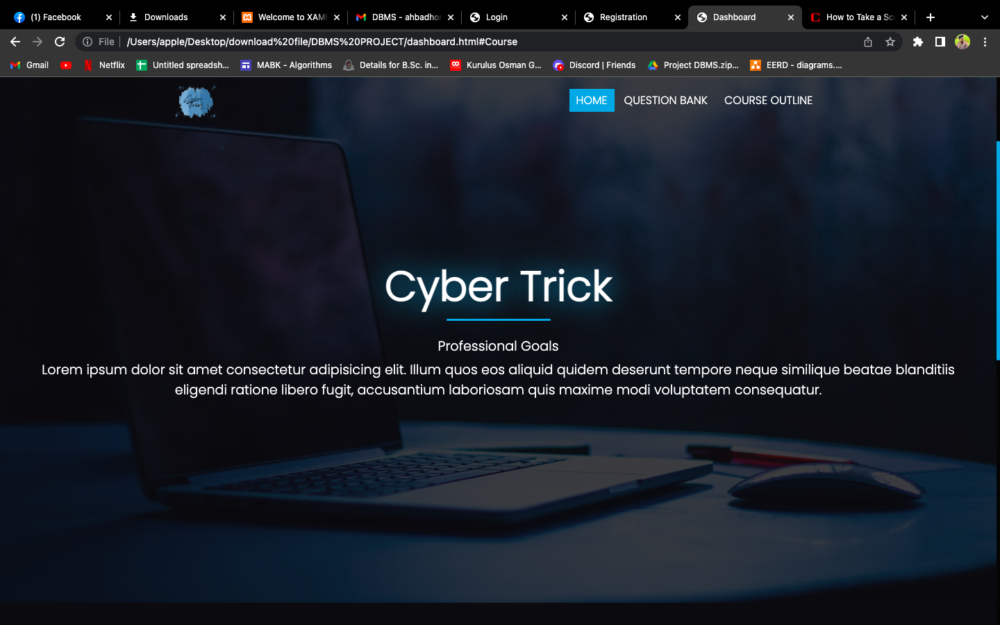 (1) Facebook
Downloads
Welcome to XAM
DBMS - ahbadho
Login
Registration
Dashboard
How to Take a Sc
File
/Users/apple/Desktop/download%20file/DBMS%20PROJECT/dashboard.html#Course
Gmail
Netflix
Untitled spreadsh...
MABK - Algorithms
Details for B.Sc. in...
Kurulus Osman G...
Discord | Friends
Project DBMS.zip...
EERD - diagrams....
Cyber
Trick
HOME
QUESTION BANK
COURSE OUTLINE
Cyber Trick
Professional Goals
Lorem ipsum dolor sit amet consectetur adipisicing elit. Illum quos eos aliquid quidem deserunt tempore neque similique beatae blanditiis
eligendi ratione libero fugit, accusantium laboriosam quis maxime modi voluptatem consequatur.